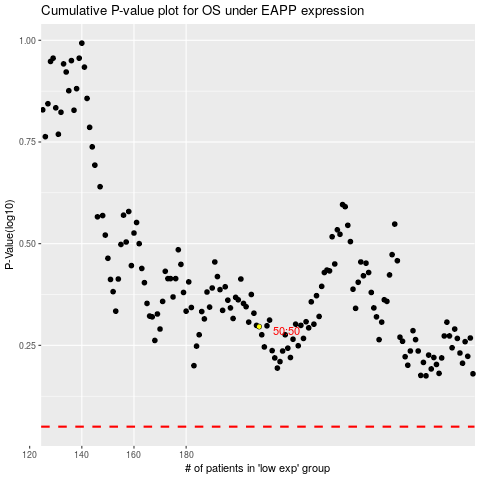 Cumulative P-value plot for OS under EAPP expression
P-Value(log10)
1.00
0.75
0.50
0.25
50:50
120 140 160 180
# of patients in 'low exp' group